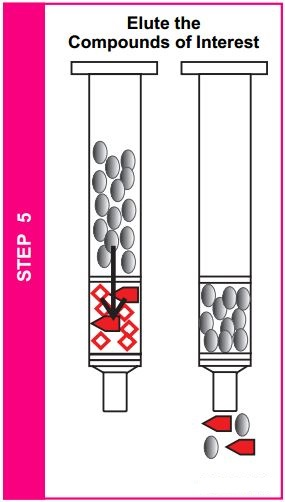 Elute the
Compounds of Interest
STEP 5